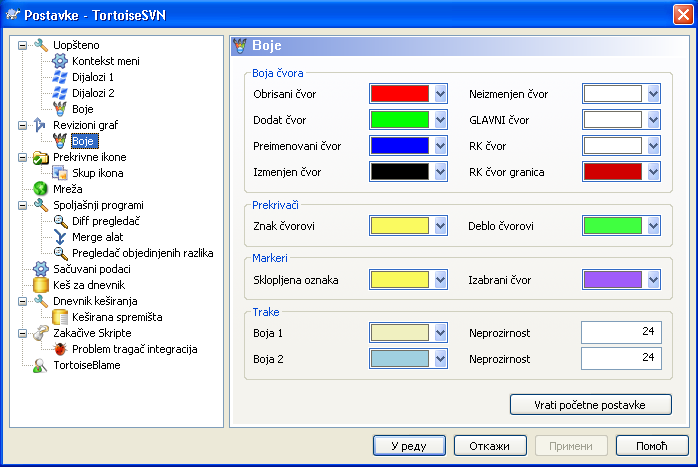 Postavke - TortoiseSVN
Uopšteno
Kontekst meni
Dijalozi 1
Dijalozi 2
Boje
Revizioni graf
Boje
Prekrivne ikone
Skup ikona
Mreža
Spoljašnji programi
Diff pregledač
Merge alat
Pregledač objedinjenih razlika
Sačuvani podaci
Keš za dnevnik
Dnevnik keširanja
Keširana spremišta
Zakačive Skripte
Problem tragač integracija
TortoiseBlame
Boje
Boja čvora
Obrisani čvor
Neizmenjen čvor
Dodat čvor
GLAVNI čvor
Preimenovani čvor
RK čvor
Izmenjen čvor
RK čvor granica
Prekrivači
Znak čvorovi
Deblo čvorovi
Markeri
Sklopljena oznaka
Izabrani čvor
Trake
Boja 1
Neprozirnost
24
Boja 2
Neprozirnost
24
Vrati početne postavke
У реду
Откажи
Примени
Помоћ